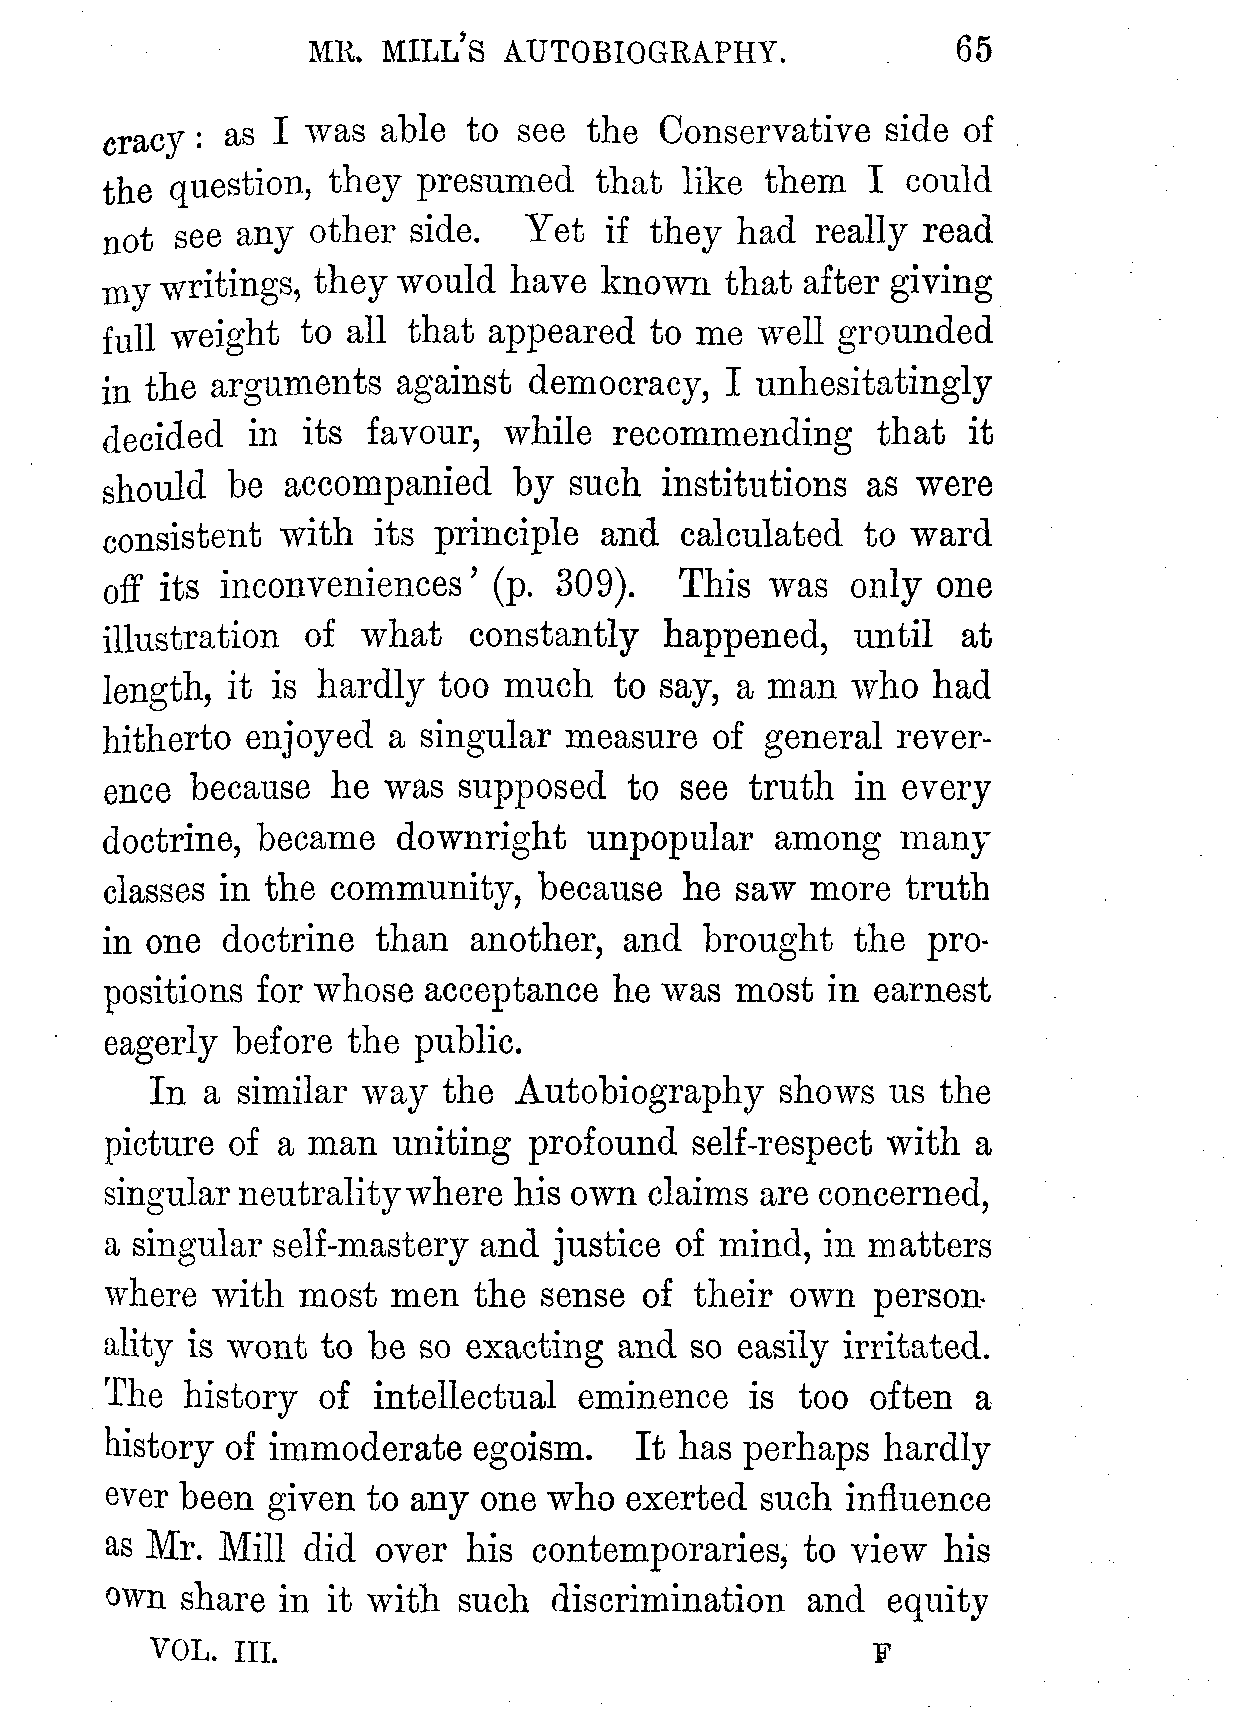 MR. MILL'S AUTOBIOGRAPHY. 65
cracy: as I was able to see the Conservative side of
the question, they presumed that like them I could
not see any other side. Yet if they had really read
my writings, they would have known that after giving
full weight to all that appeared to me well grounded
in the arguments against democracy, I unhesitatingly
decided in its favour, while recommending that it
should be accompanied by such institutions as were
consistent with its principle and calculated to ward
off its inconveniences' (p. 309). This was only one
illustration of what constantly happened, until at
length, it is hardly too much to say, a man who had
hitherto enjoyed a singular measure of general rever-
ence because he was supposed to see truth in every
doctrine, became downright unpopular among many
classes in the community, because he saw more truth
in one doctrine than another, and brought the pro-
positions for whose acceptance he was most in earnest
eagerly before the public.
In a similar way the Autobiography shows us the
picture of a man uniting profound self-respect with a
singular neutrality where his own claims are concerned,
a singular self-mastery and justice of mind, in matters
where with most men the sense of their own person-
ality is wont to be so exacting and so easily irritated.
The history of intellectual eminence is too often a
history of immoderate egoism. It has perhaps hardly
ever been given to any one who exerted such influence
as Mr. Mill did over his contemporaries, to view his
own share in it with such discrimination and equity
VOL. III. F